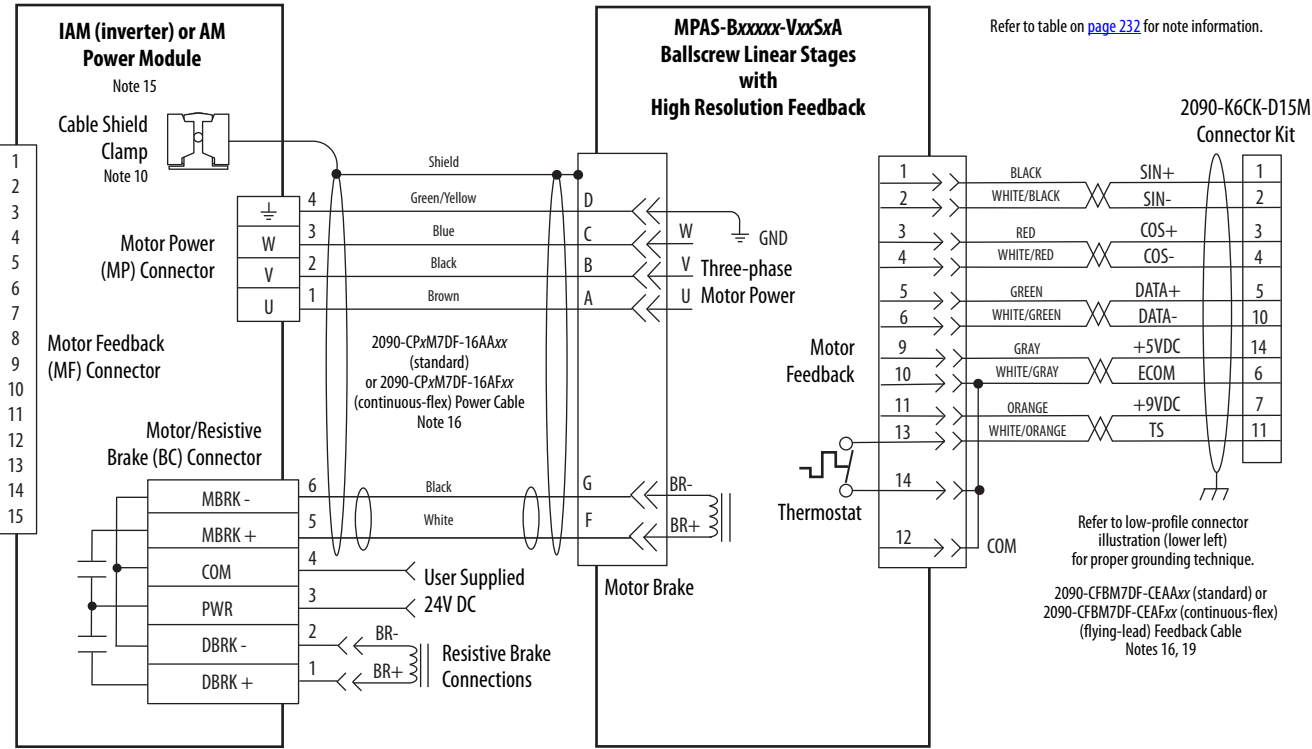 IAM (inverter) or AM
Power Module
Note 15
Cable Shield
Clamp
Note 10
1
2
3
4
5
6
7
8
9
10
11
12
13
14
15
Motor Power
(MP) Connector
W
V
U
4
3
2
1
Motor Feedback
(MF) Connector
Motor/Resistive
Brake (BC) Connector
MBRK -
MBRK +
COM
PWR
DBRK -
DBRK +
6
5
4
3
2
1
Shield
Green/Yellow
Blue
Black
Brown
2090-CPxM7DF-16AAxx
(standard)
or 2090-CPxM7DF-16AFxx
(continuous-flex) Power Cable
Note 16
Black
White
User Supplied
24V DC
BR-
BR+
Resistive Brake
Connections
MPAS-Bxxxxx-VxxSxA
Ballscrew Linear Stages
with
High Resolution Feedback
D
C
B
A
W
V
U
GND
Three-phase
Motor Power
G
F
BR-
BR+
Motor Brake
Motor
Feedback
Thermostat
1
2
3
4
5
6
9
10
11
13
14
12
COM
BLACK
WHITE/BLACK
RED
WHITE/RED
GREEN
WHITE/GREEN
GRAY
WHITE/GRAY
ORANGE
WHITE/ORANGE
SIN+
SIN-
COS+
COS-
DATA+
DATA-
+5VDC
ECOM
+9VDC
TS
Refer to table on page 232 for note information.
2090-K6CK-D15M
Connector Kit
1
2
3
4
5
10
14
6
7
11
Refer to low-profile connector
illustration (lower left)
for proper grounding technique.
2090-CFBM7DF-CEAAxx (standard) or
2090-CFBM7DF-CEAFxx (continuous-flex)
(flying-lead) Feedback Cable
Notes 16, 19